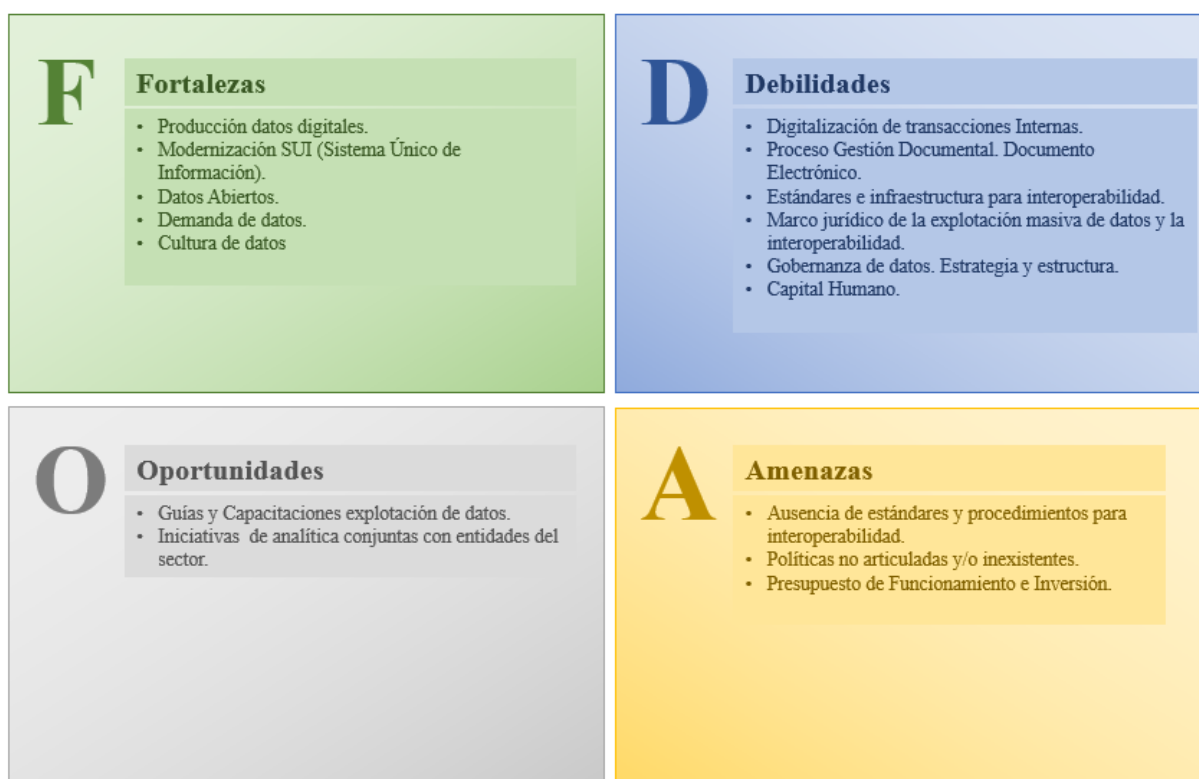 F
Fortalezas
• Producción datos digitales.
• Modernización SUI (Sistema Único de
Información).
• Datos Abiertos.
• Demanda de datos.
• Cultura de datos
D
Debilidades
• Digitalización de transacciones Internas.
• Proceso Gestión Documental. Documento
Electrónico.
• Estándares e infraestructura para interoperabilidad.
• Marco jurídico de la explotación masiva de datos y la
interoperabilidad.
• Gobernanza de datos. Estrategia y estructura.
• Capital Humano.
O
Oportunidades
• Guías y Capacitaciones explotación de datos.
• Iniciativas de analítica conjuntas con entidades del
sector.
A
Amenazas
• Ausencia de estándares y procedimientos para
interoperabilidad.
• Políticas no articuladas y/o inexistentes.
• Presupuesto de Funcionamiento e Inversión.